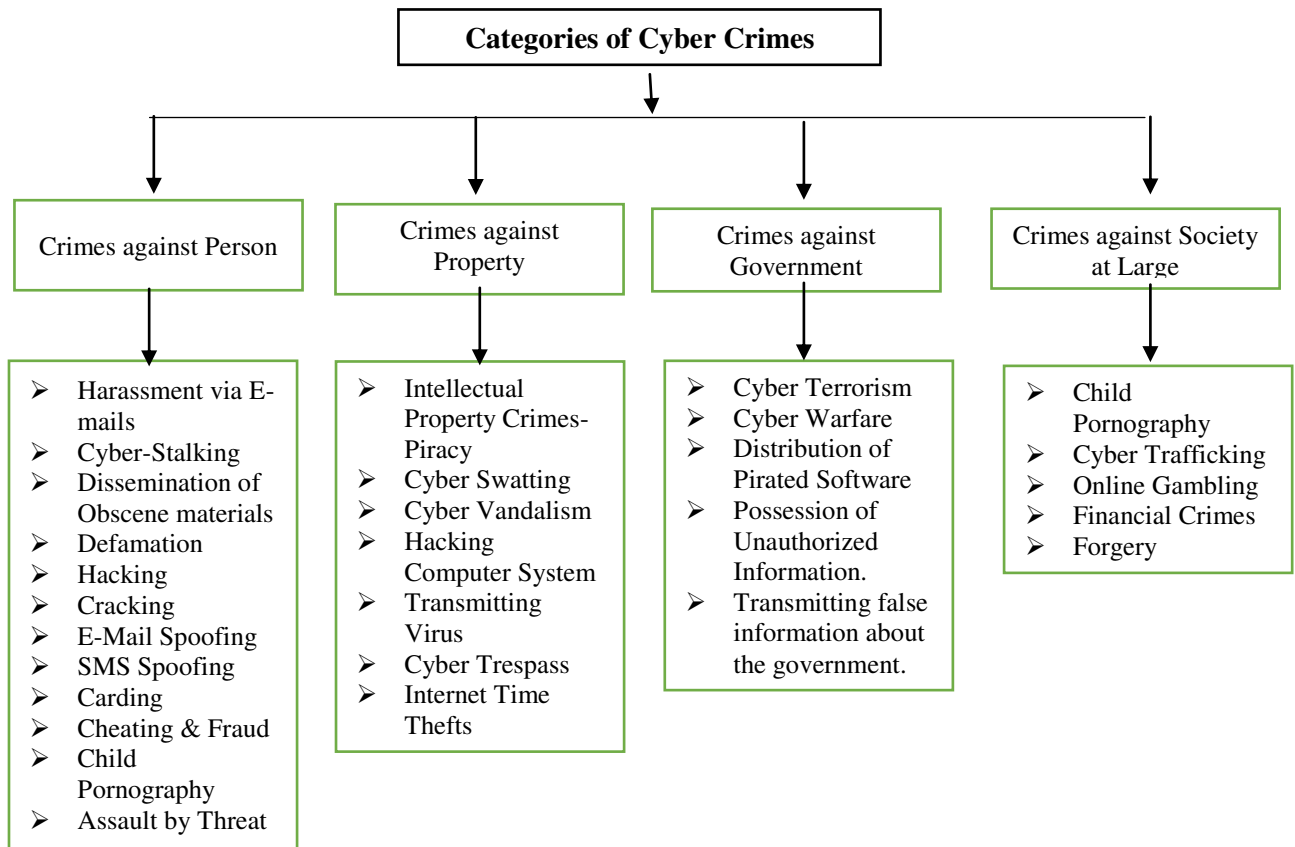 Categories of Cyber Crimes
Crimes against Person
Crimes against
Property
Crimes against
Government
Crimes against Society
at Large
➢ Harassment via E-
mails
➢ Cyber-Stalking
➢ Dissemination of
Obscene materials
➢ Defamation
➢ Hacking
➢ Cracking
➢ E-Mail Spoofing
➢ SMS Spoofing
➢ Carding
➢ Cheating & Fraud
➢ Child
Pornography
➢ Assault by Threat
➢ Intellectual
Property Crimes-
Piracy
➢ Cyber Swatting
➢ Cyber Vandalism
➢ Hacking
Computer System
➢ Transmitting
Virus
➢ Cyber Trespass
➢ Internet Time
Thefts
➢ Cyber Terrorism
➢ Cyber Warfare
➢ Distribution of
Pirated Software
➢ Possession of
Unauthorized
Information.
➢ Transmitting false
information about
the government.
➢ Child
Pornography
➢ Cyber Trafficking
➢ Online Gambling
➢ Financial Crimes
➢ Forgery